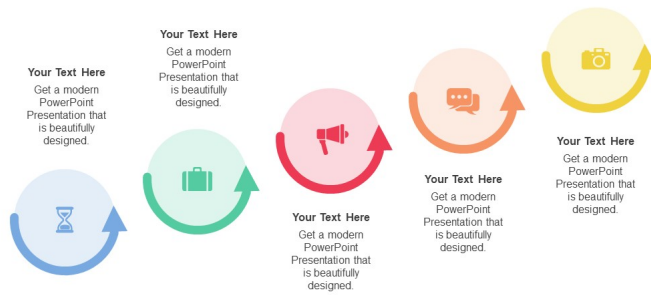 Your Text Here
Get a modern
PowerPoint
Presentation that
is beautifully
designed.
Your Text Here
Get a modern
PowerPoint
Presentation that
is beautifully
designed.
Your Text Here
Get a modern
PowerPoint
Presentation that
is beautifully
designed.
Your Text Here
Get a modern
PowerPoint
Presentation that
is beautifully
designed.
Your Text Here
Get a modern
PowerPoint
Presentation that
is beautifully
designed.